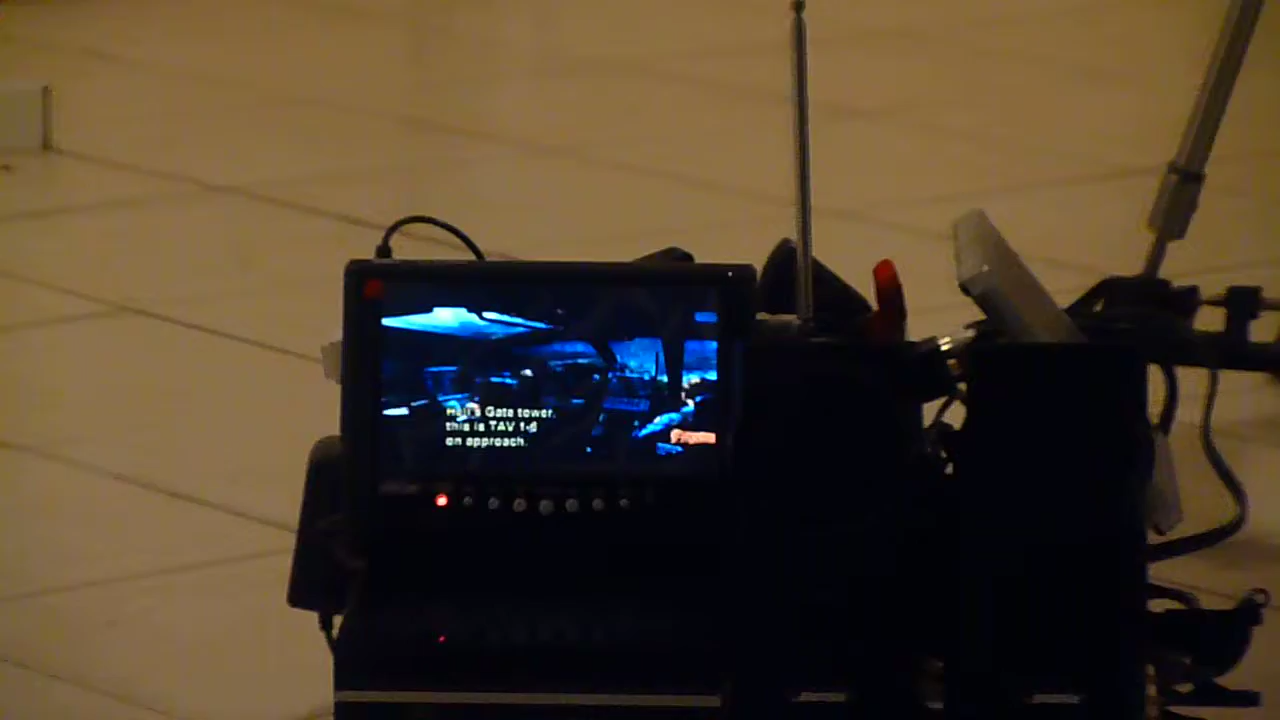 Hell's Gate tower,
this is TAV 1-6
on approach.